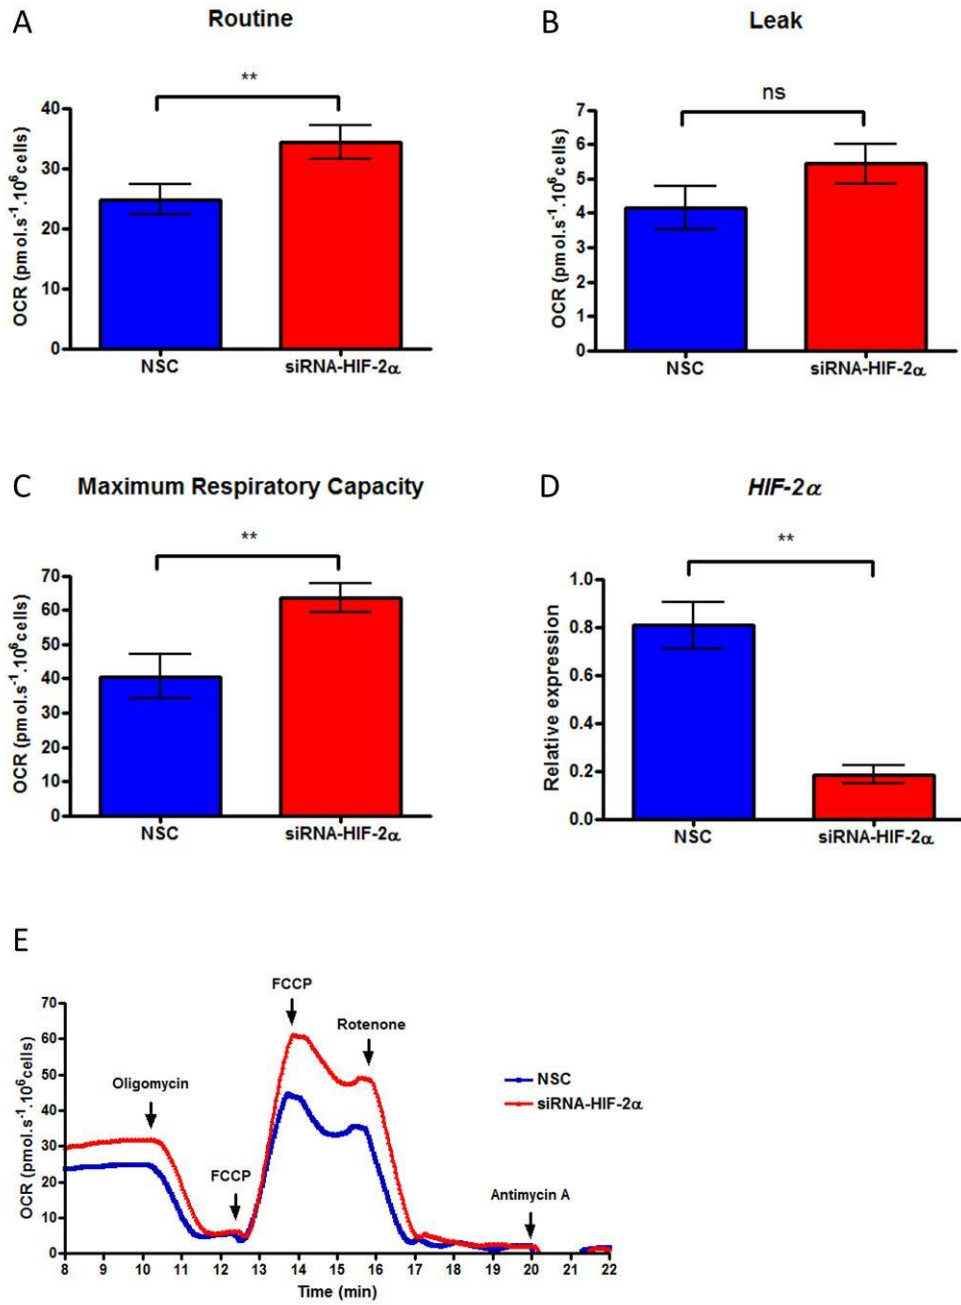 A
Routine
**
OCR (pmol.s⁻¹.10⁶cells)
40
30
20
10
0
NSC
siRNA-HIF-2α
B
Leak
ns
OCR (pmol.s⁻¹.10⁶cells)
7
6
5
4
3
2
1
0
NSC
siRNA-HIF-2α
C
Maximum Respiratory Capacity
**
OCR (pmol.s⁻¹.10⁶cells)
70
60
50
40
30
20
10
0
NSC
siRNA-HIF-2α
D
HIF-2α
**
Relative expression
1.0
0.8
0.6
0.4
0.2
0.0
NSC
siRNA-HIF-2α
E
OCR (pmol.s⁻¹.10⁶cells)
70
60
50
40
30
20
10
0
Oligomycin
FCCP
FCCP
Rotenone
Antimycin A
NSC
siRNA-HIF-2α
8 9 10 11 12 13 14 15 16 17 18 19 20 21 22
Time (min)